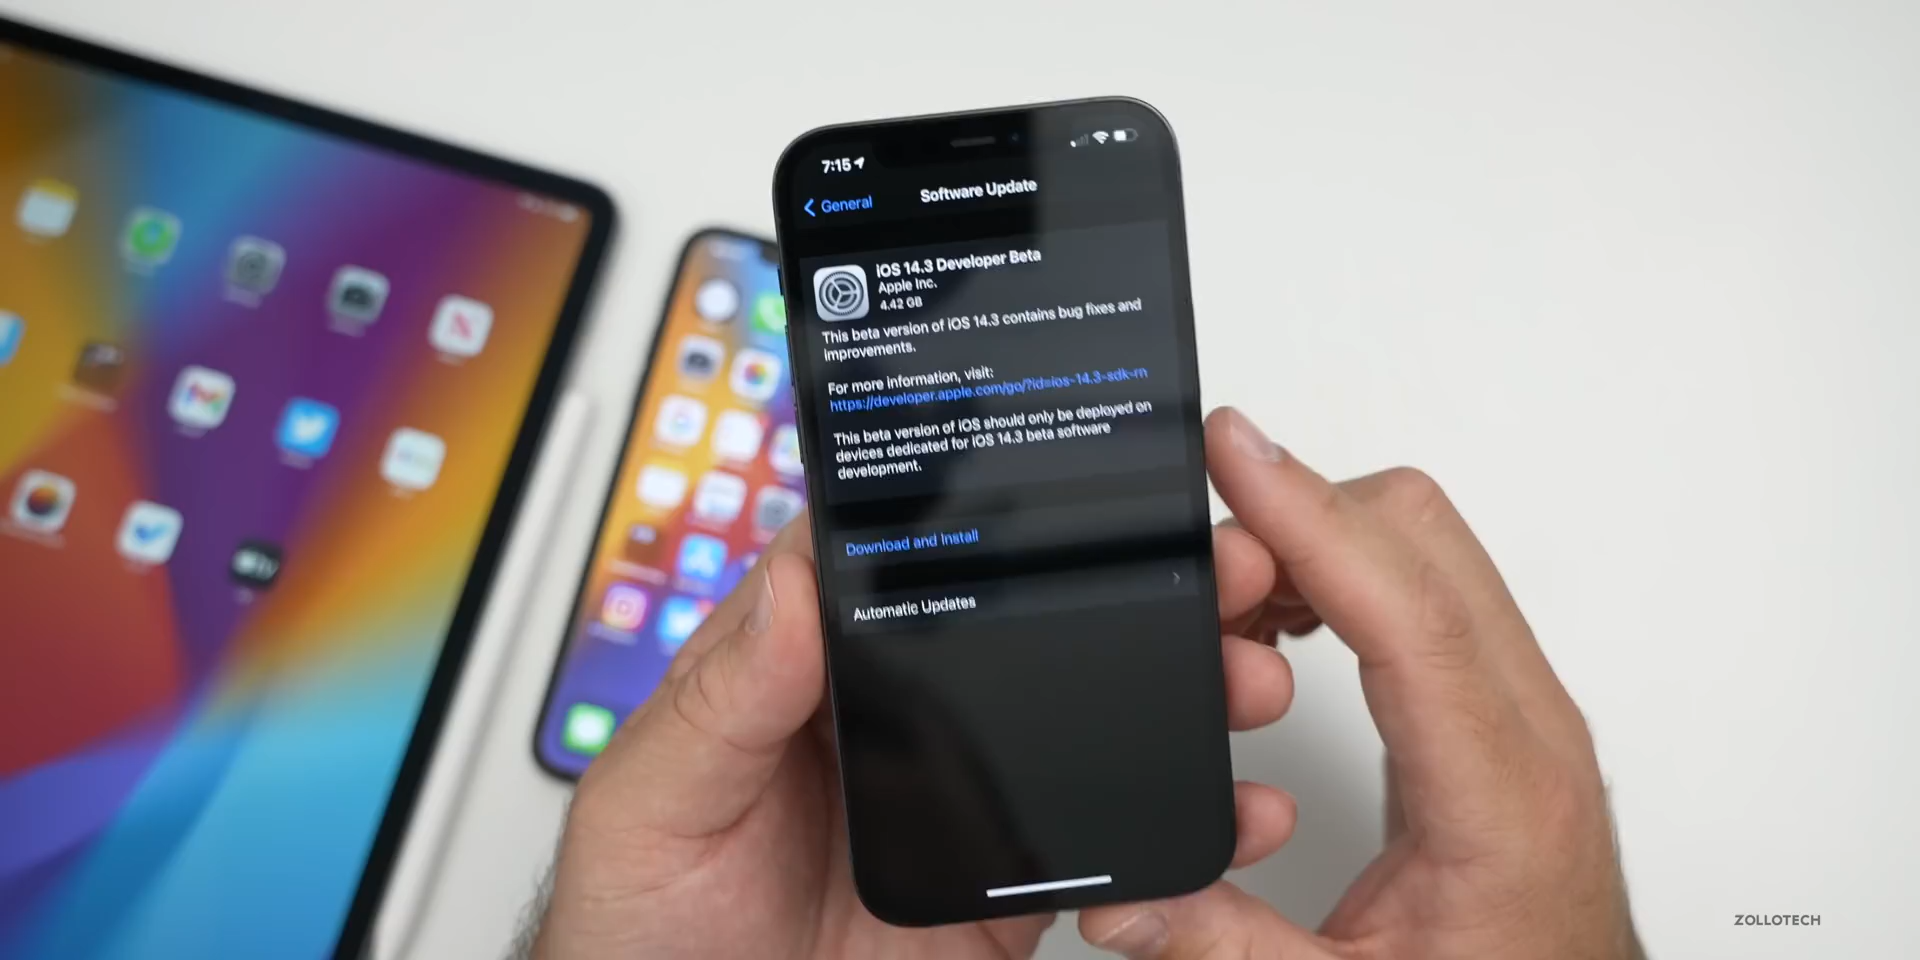 7:15
General
Software Update
iOS 14.3 Developer Beta
Apple Inc.
4.42 GB
This beta version of iOS 14.3 contains bug fixes and
improvements.
For more information, visit:
https://developer.apple.com/go/?id=ios-14.3-sdk-rn
This beta version of iOS should only be deployed on
devices dedicated for iOS 14.3 beta software
development.
Download and Install
Automatic Updates
ZOLLOTECH